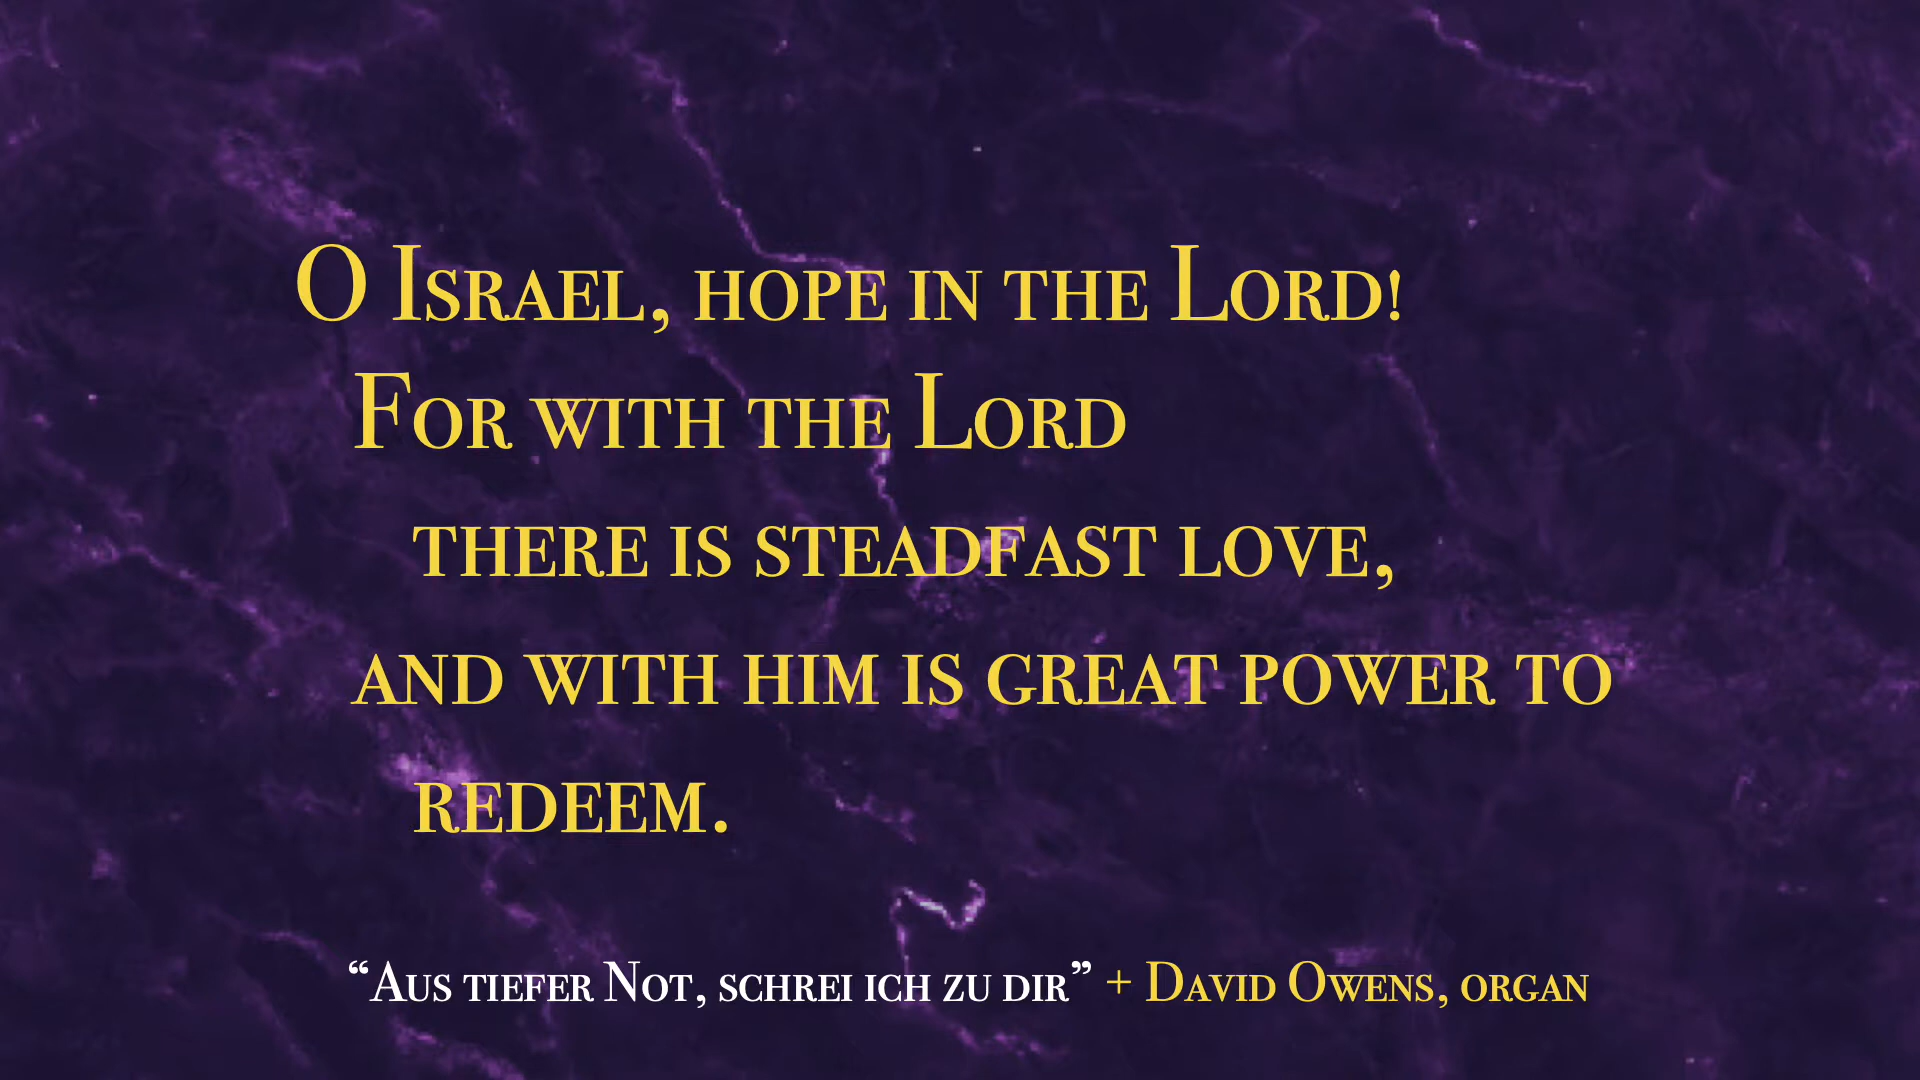 O Israel, hope in the Lord!
For with the Lord
there is steadfast love,
and with him is great power to
redeem.
“Aus tiefer Not, schrei ich zu dir” + David Owens, organ